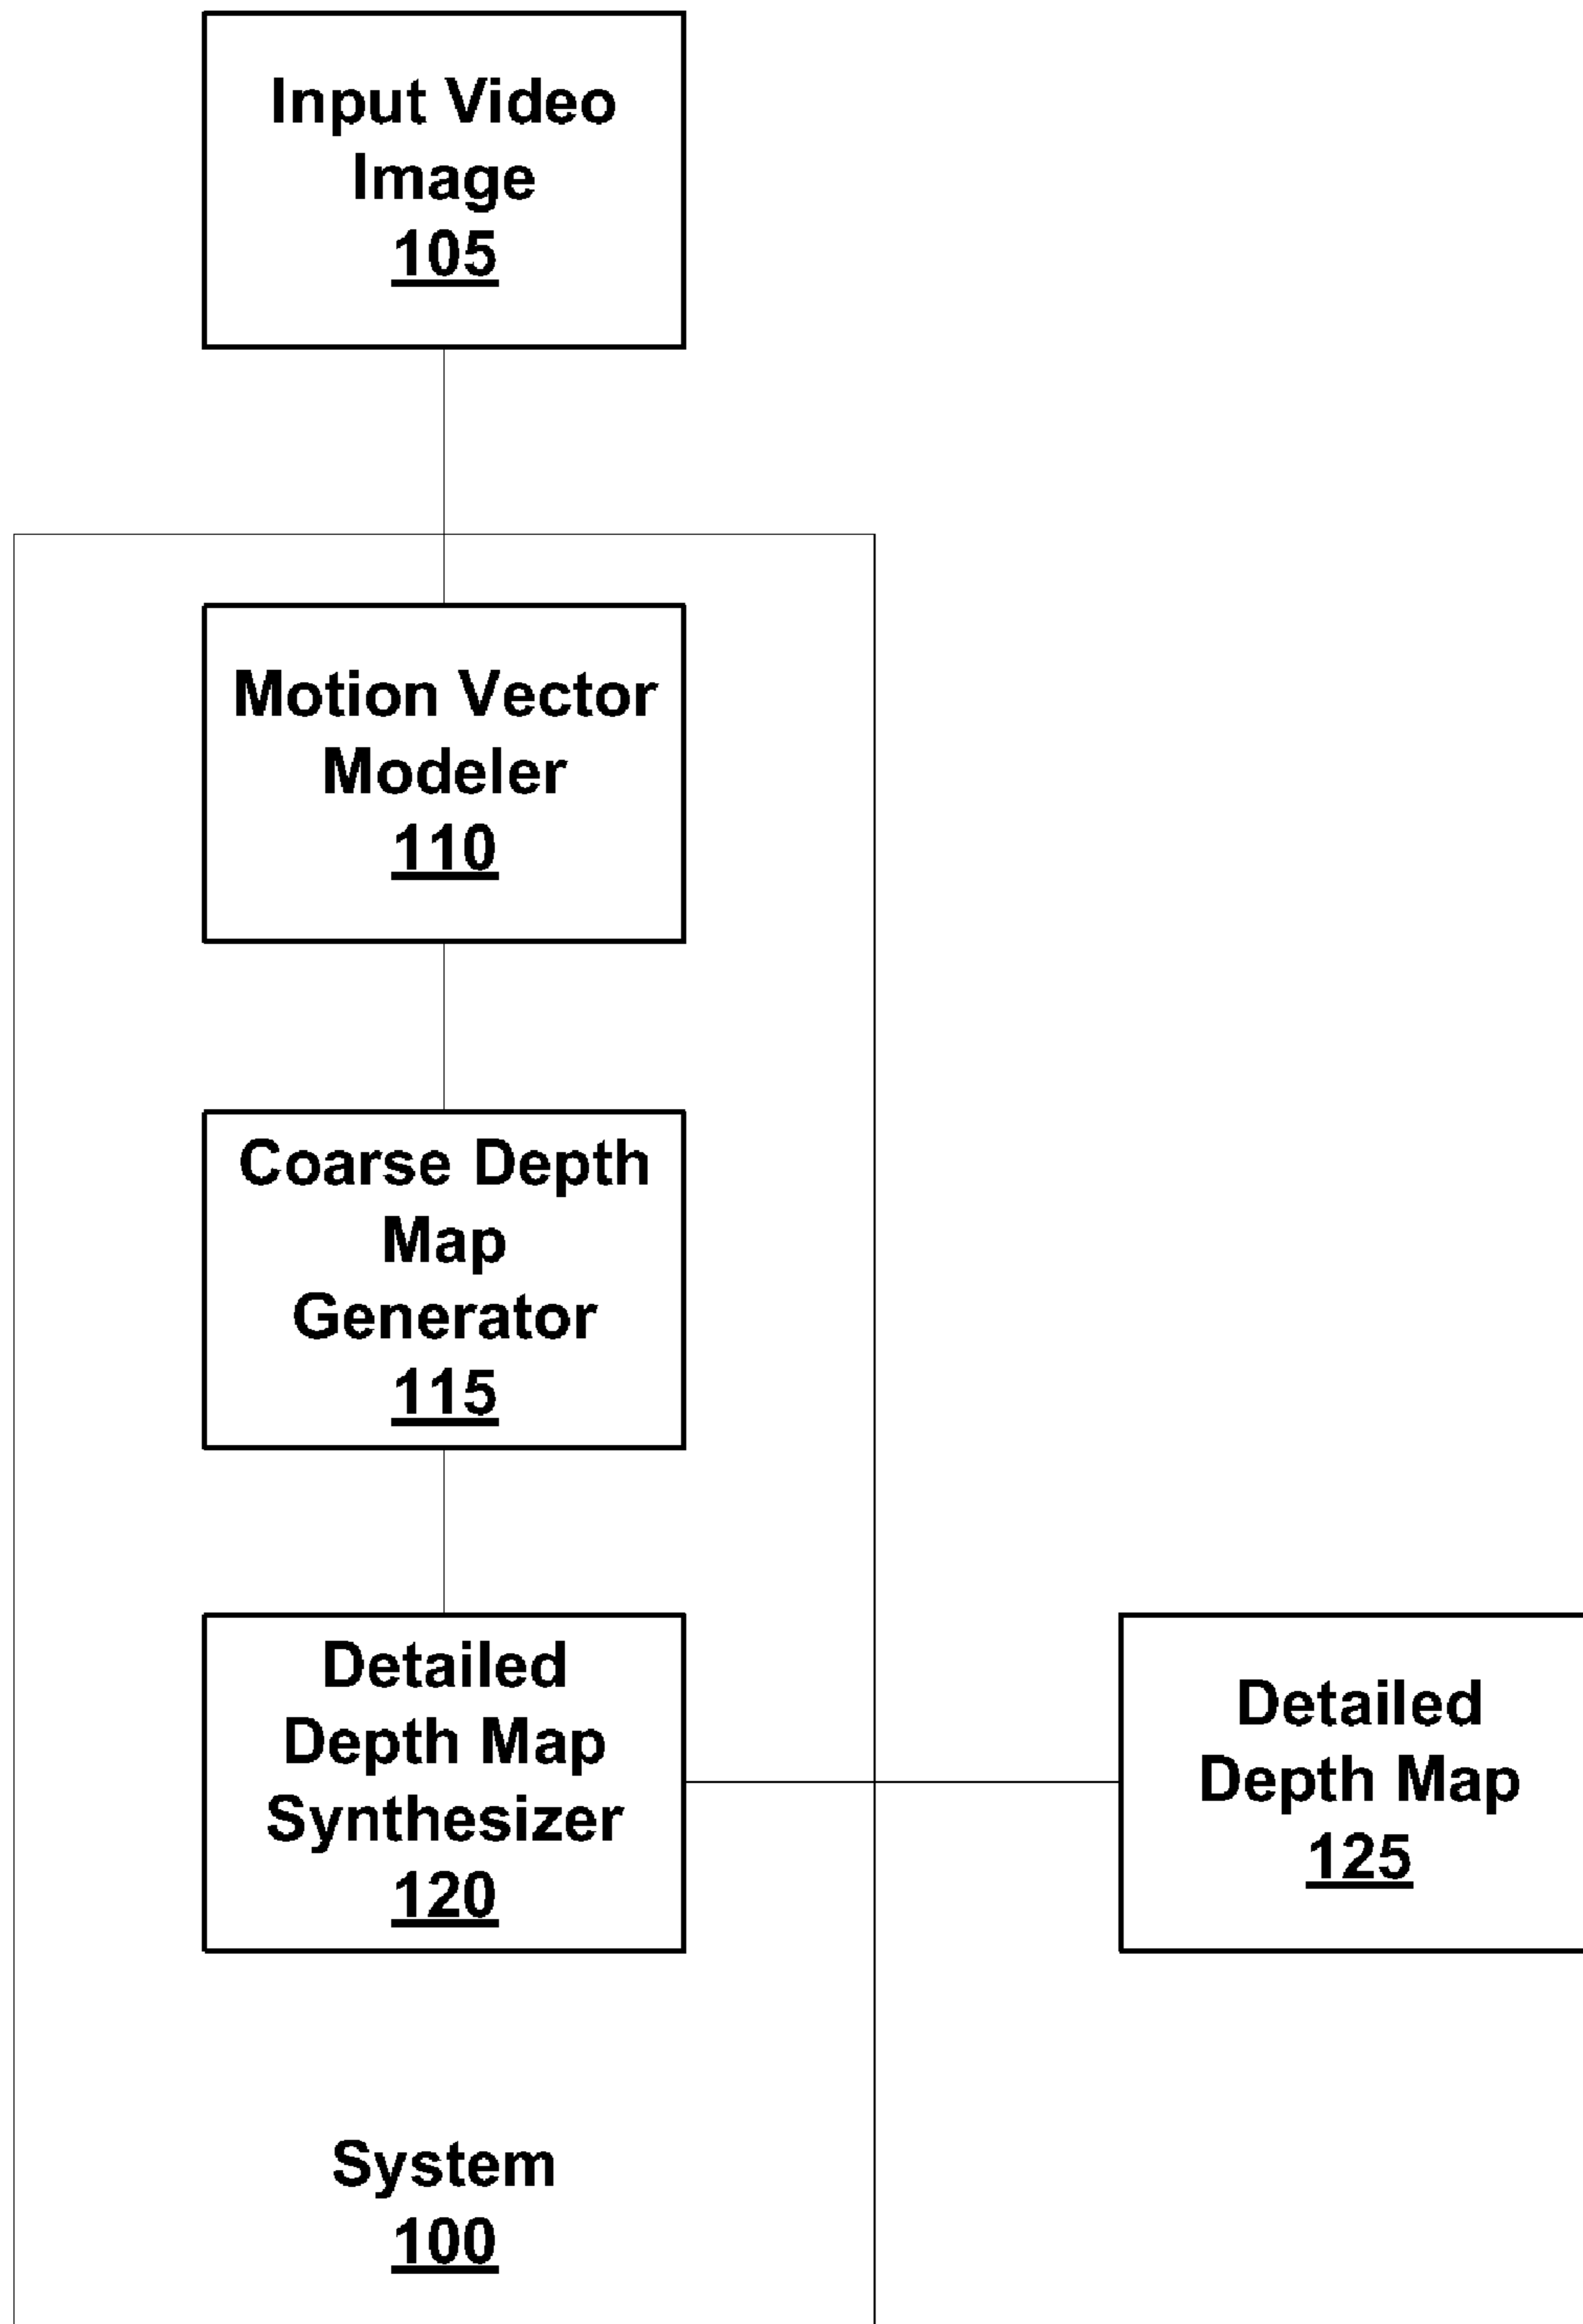 Input Video
Image
105
Motion Vector
Modeler
110
Coarse Depth
Map
Generator
115
Detailed
Depth Map
Synthesizer
120
Detailed
Depth Map
125
System
100